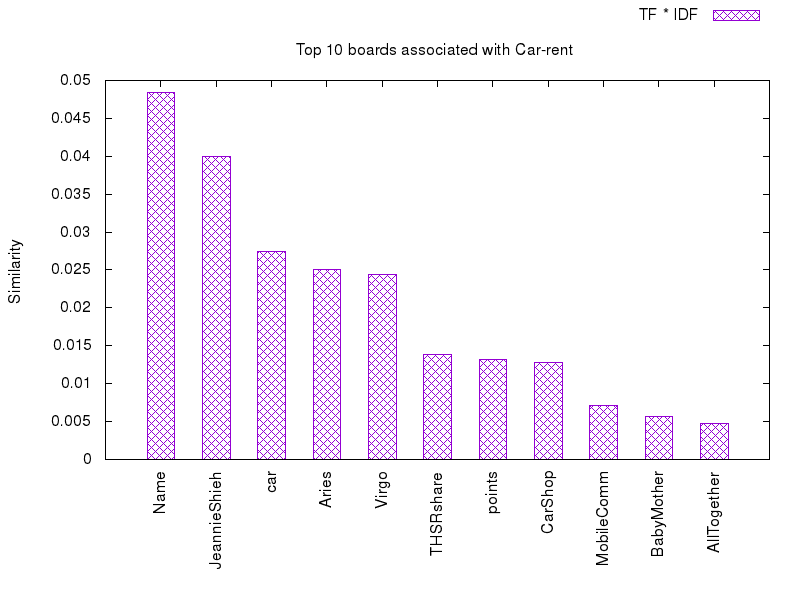 TF * IDF
Top 10 boards associated with Car-rent
0.05
0.045
0.04
0.035
0.03
0.025
0.02
0.015
0.01
0.005
0
Similarity
Name
JeannieShieh
car
Aries
Virgo
THSRshare
points
CarShop
MobileComm
BabyMother
AllTogether